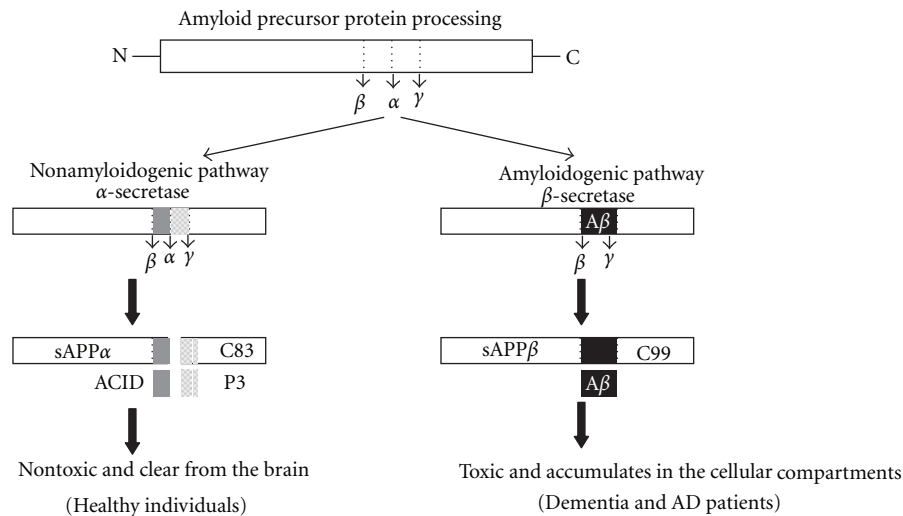 Amyloid precursor protein processing
N
C
β α γ
Nonamyloidogenic pathway
α-secretase
β α γ
sAPPα C83
ACID P3
Nontoxic and clear from the brain
(Healthy individuals)
Amyloidogenic pathway
β-secretase
Aβ
β γ
sAPPβ C99
Aβ
Toxic and accumulates in the cellular compartments
(Dementia and AD patients)